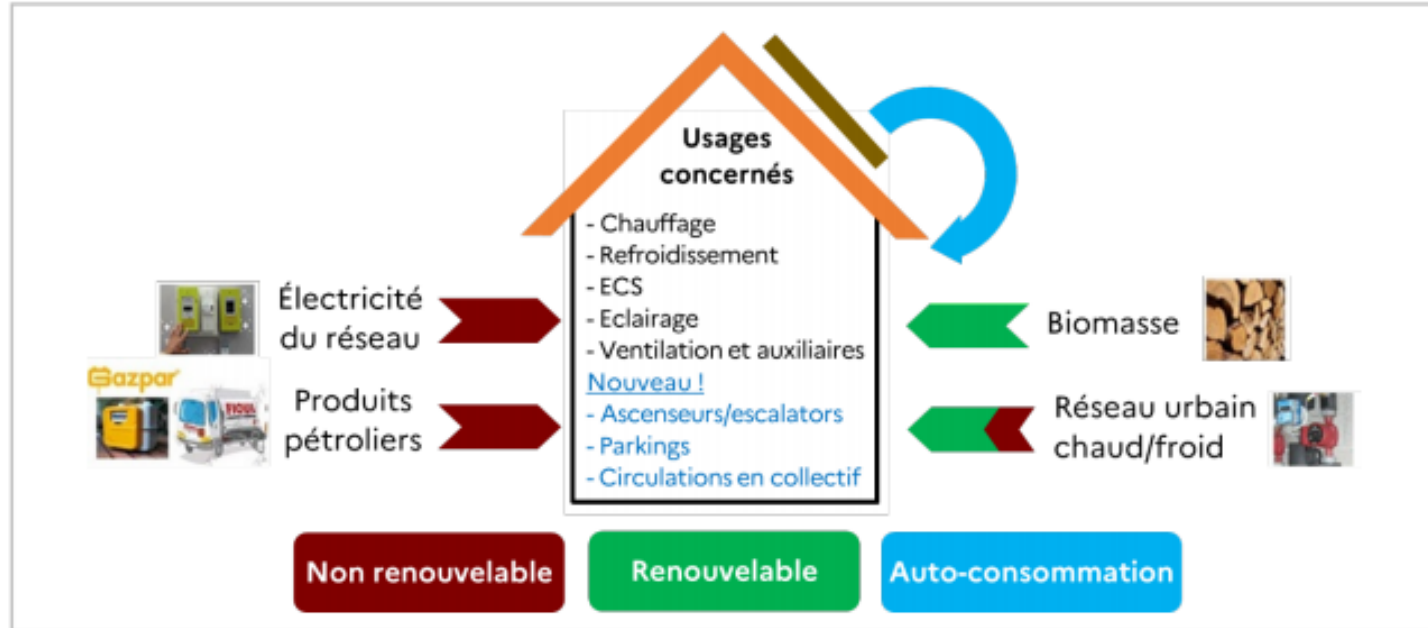 Usages
concernés
- Chauffage
- Refroidissement
- ECS
- Eclairage
- Ventilation et auxiliaires
Nouveau !
- Ascenseurs/escalators
- Parkings
- Circulations en collectif
Électricité
du réseau
Gazpar
FIOUL
Produits
pétroliers
Biomasse
Réseau urbain
chaud/froid
Non renouvelable
Renouvelable
Auto-consommation